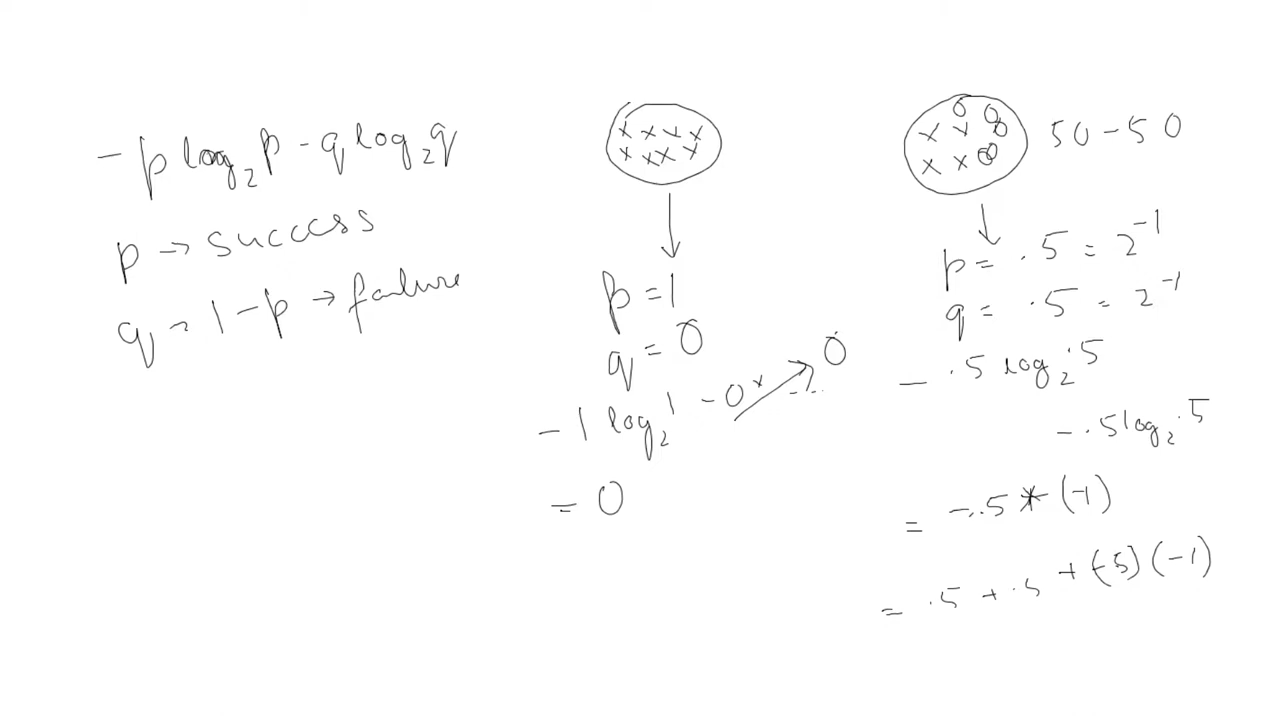 - p log₂ p - q log₂ q
p → success
q = 1 - p → failure
x x x x
x x x x
p = 1
q = 0
- 1 log₂ 1 - 0 * ... → 0
= 0
50 - 50
p = .5 = 2⁻¹
q = .5 = 2⁻¹
- .5 log₂ .5
- .5 log₂ .5
= -.5 * (-1)
+ (-.5) (-1)
= .5 + .5